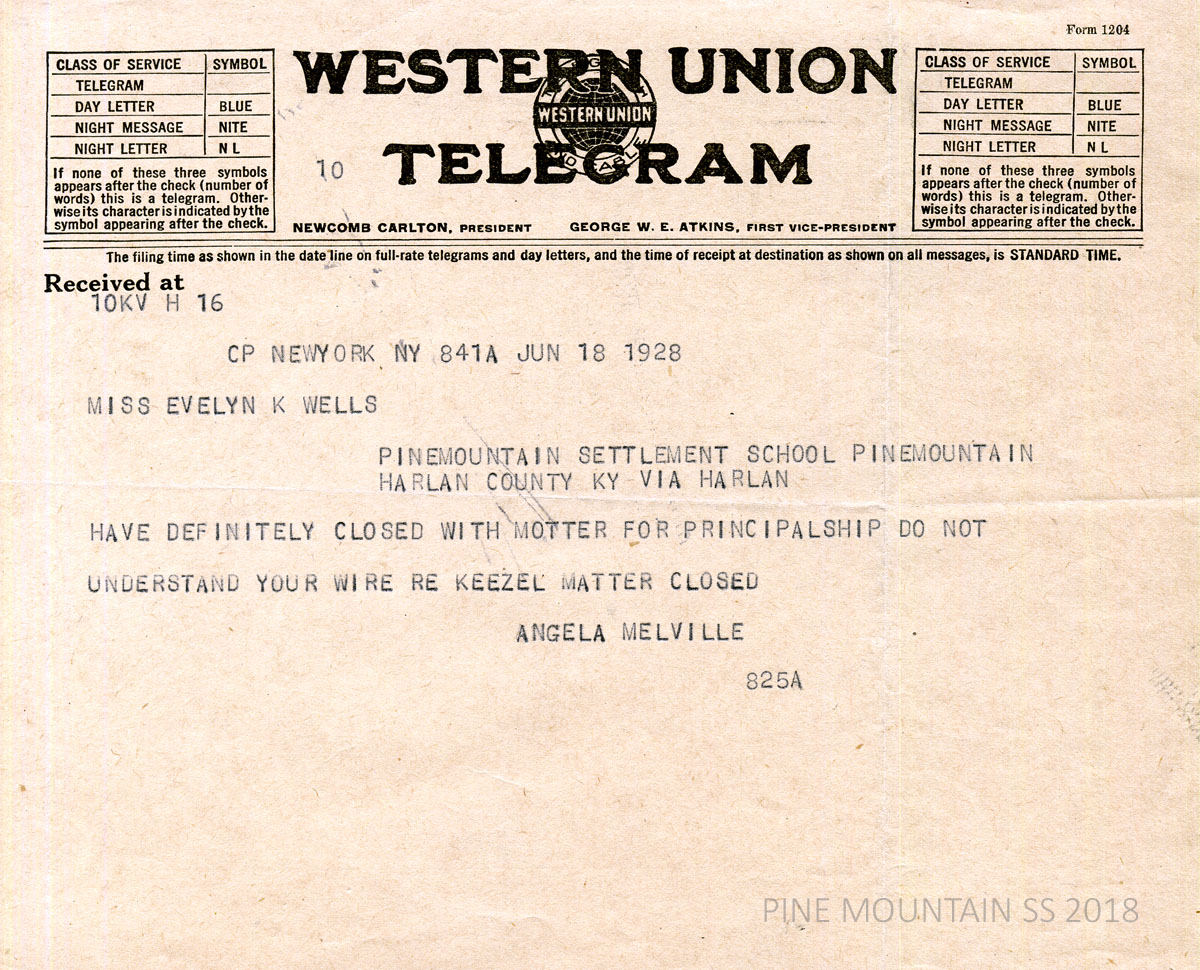 Form 1204
CLASS OF SERVICE SYMBOL
TELEGRAM
DAY LETTER BLUE
NIGHT MESSAGE NITE
NIGHT LETTER N L
If none of these three symbols
appears after the check (number of
words) this is a telegram. Other-
wise its character is indicated by the
symbol appearing after the check.
WESTERN UNION
WESTERN UNION
TELEGRAM
10
NEWCOMB CARLTON, PRESIDENT GEORGE W. E. ATKINS, FIRST VICE-PRESIDENT
CLASS OF SERVICE SYMBOL
TELEGRAM
DAY LETTER BLUE
NIGHT MESSAGE NITE
NIGHT LETTER N L
If none of these three symbols
appears after the check (number of
words) this is a telegram. Other-
wise its character is indicated by the
symbol appearing after the check.
The filing time as shown in the date line on full-rate telegrams and day letters, and the time of receipt at destination as shown on all messages, is STANDARD TIME.
Received at
10KV H 16
CP NEWYORK NY 841A JUN 18 1928
MISS EVELYN K WELLS
PINEMOUNTAIN SETTLEMENT SCHOOL PINEMOUNTAIN
HARLAN COUNTY KY VIA HARLAN
HAVE DEFINITELY CLOSED WITH MOTTER FOR PRINCIPALSHIP DO NOT
UNDERSTAND YOUR WIRE RE KEEZEL MATTER CLOSED
ANGELA MELVILLE
825A
PINE MOUNTAIN SS 2018